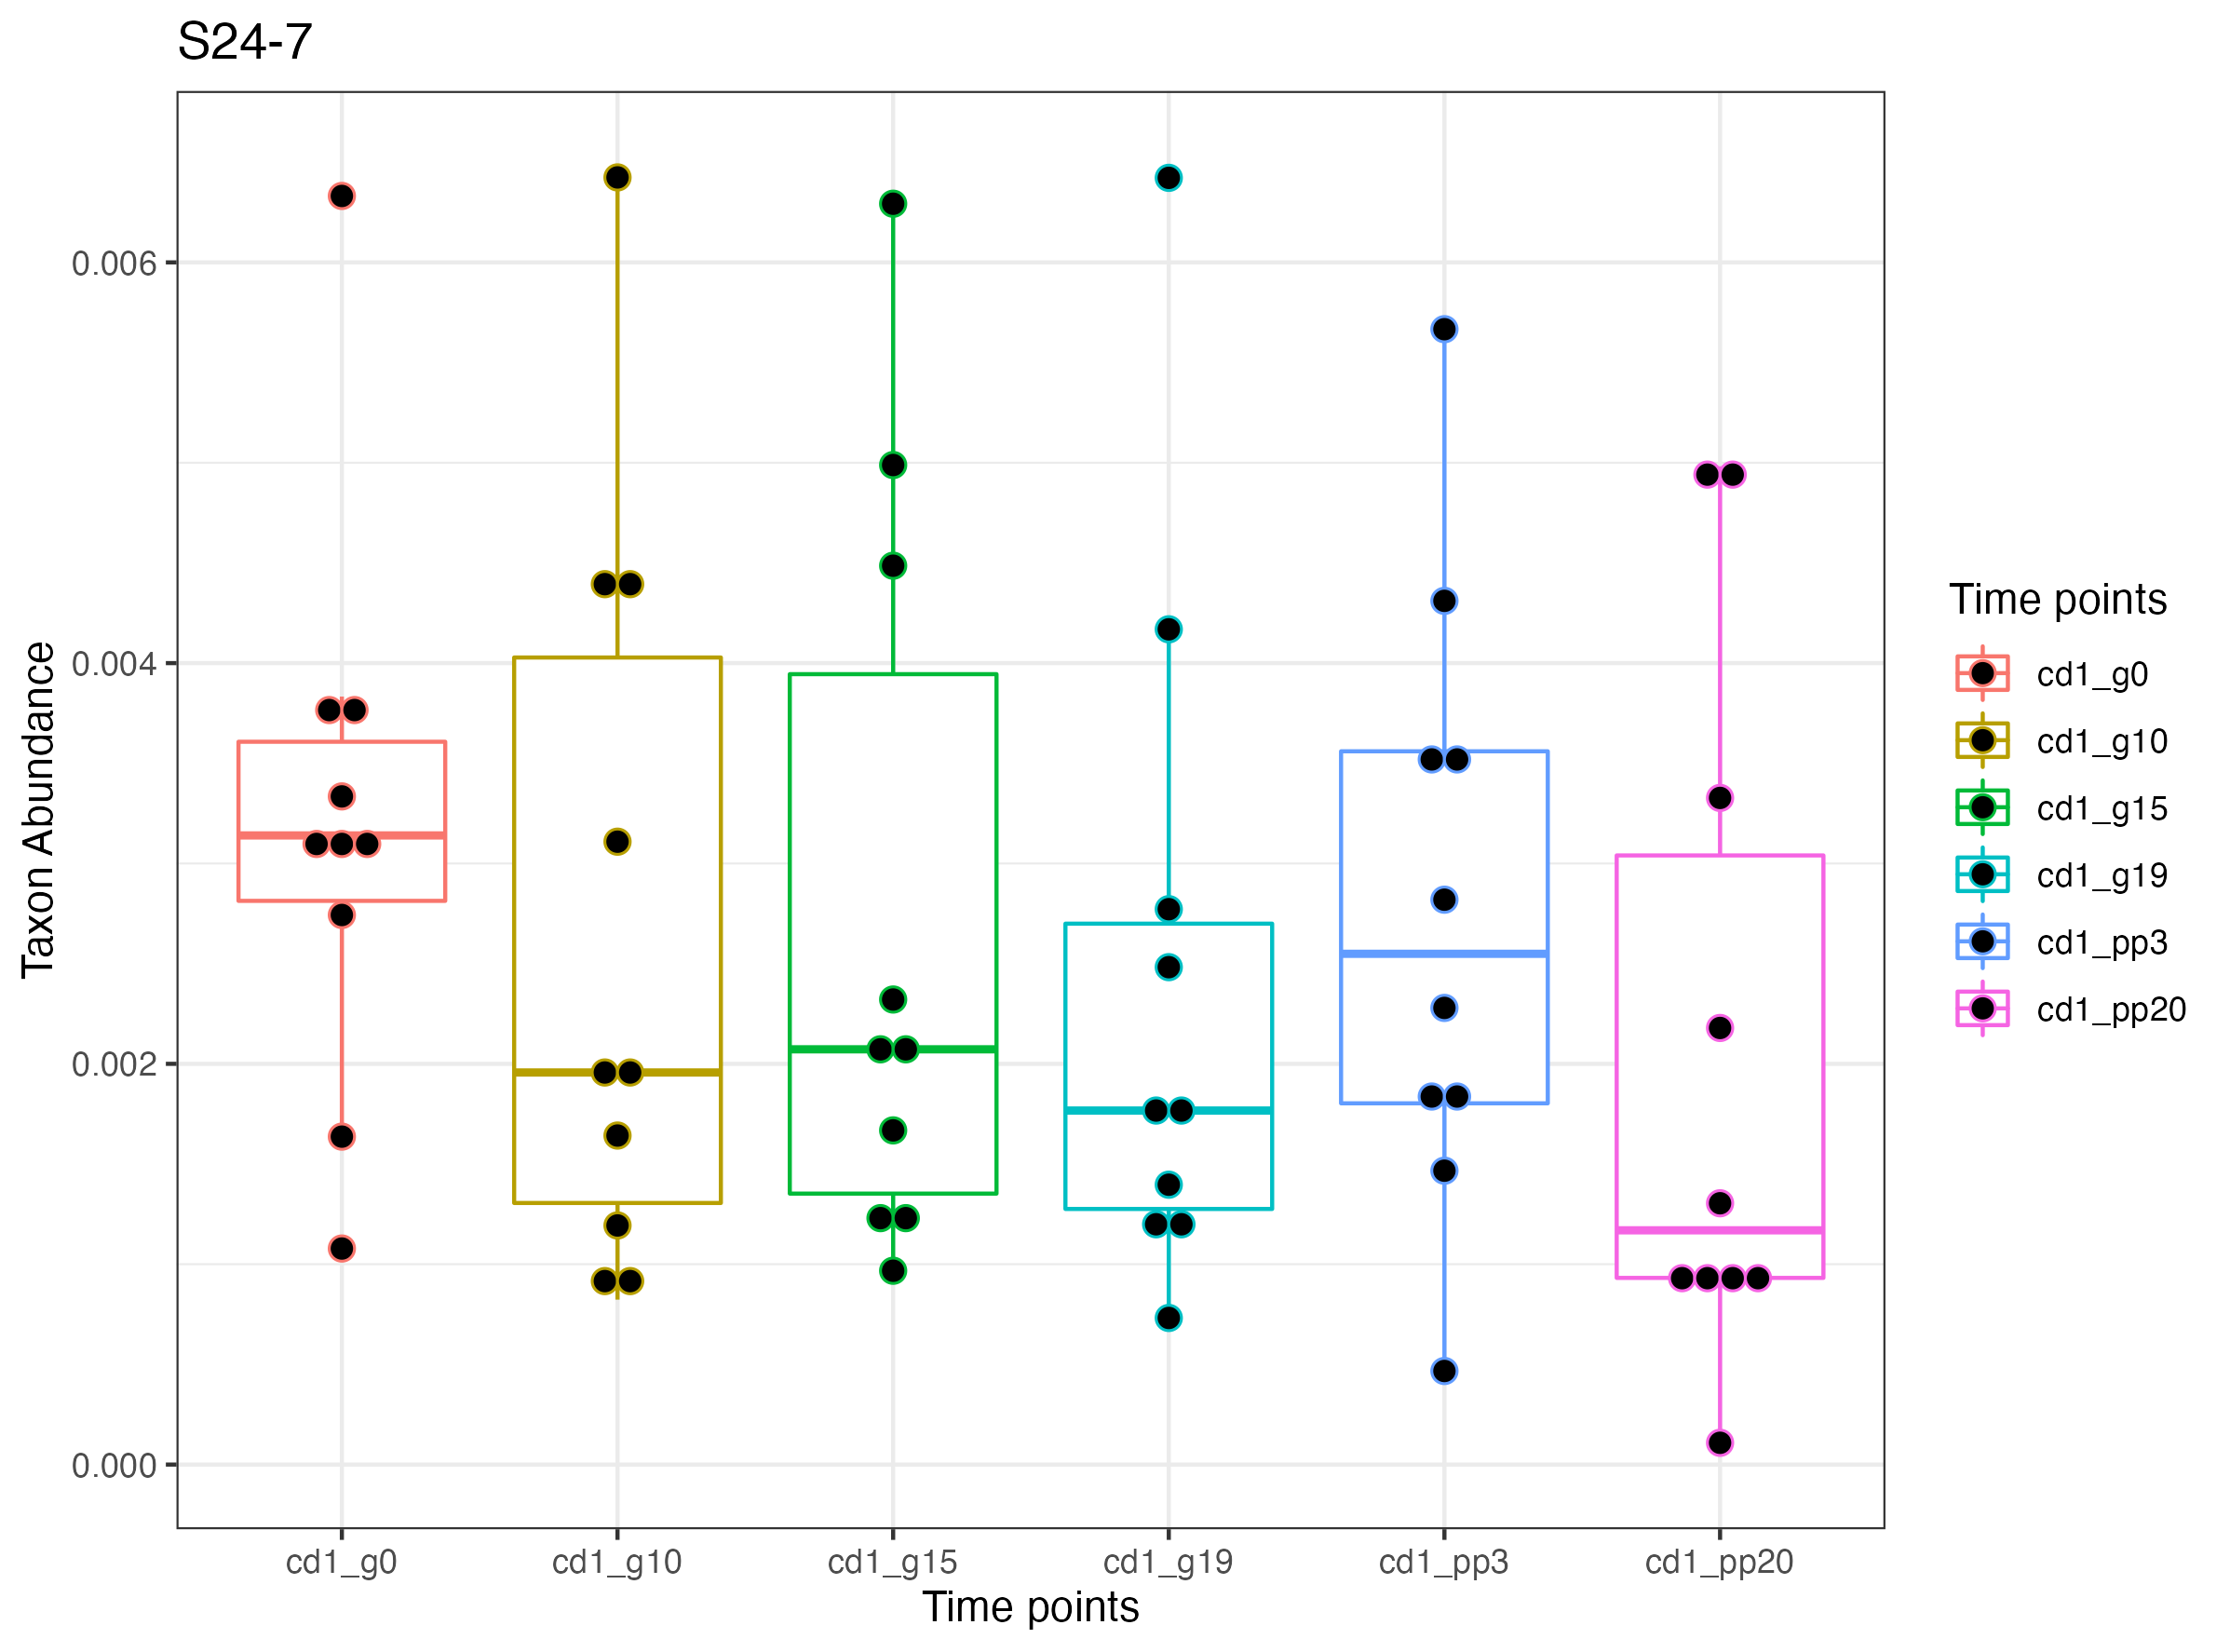 S24-7
0.006
0.004
0.002
0.000
Taxon Abundance
cd1_g0 cd1_g10 cd1_g15 cd1_g19 cd1_pp3 cd1_pp20
Time points
Time points
cd1_g0
cd1_g10
cd1_g15
cd1_g19
cd1_pp3
cd1_pp20